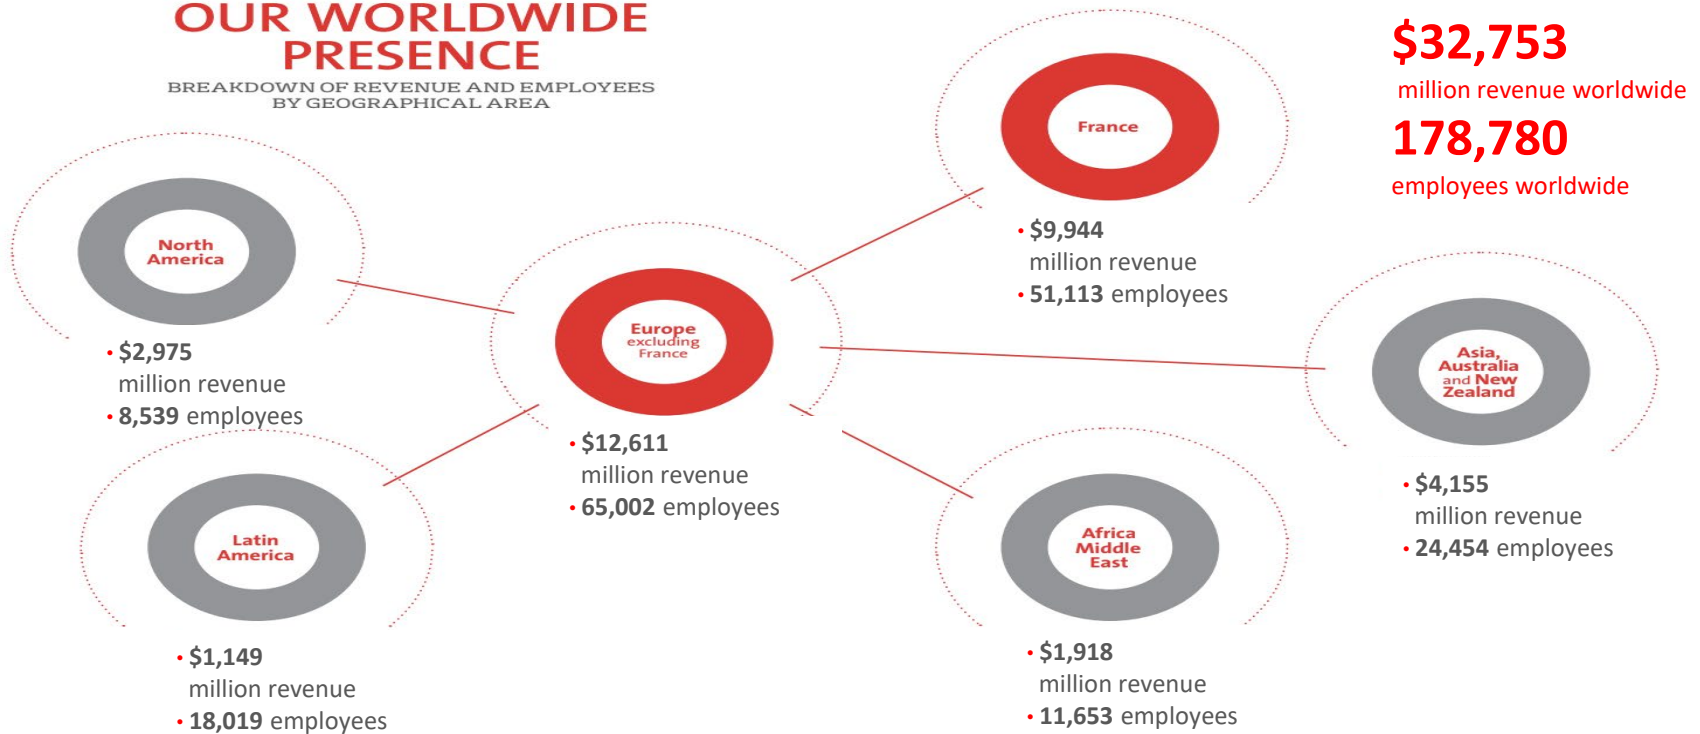 OUR WORLDWIDE
PRESENCE
BREAKDOWN OF REVENUE AND EMPLOYEES
BY GEOGRAPHICAL AREA
$32,753
million revenue worldwide
178,780
employees worldwide
France
• $9,944
million revenue
• 51,113 employees
North
America
• $2,975
million revenue
• 8,539 employees
Europe
excluding
France
• $12,611
million revenue
• 65,002 employees
Asia,
Australia
and New
Zealand
• $4,155
million revenue
• 24,454 employees
Latin
America
• $1,149
million revenue
• 18,019 employees
Africa
Middle
East
• $1,918
million revenue
• 11,653 employees